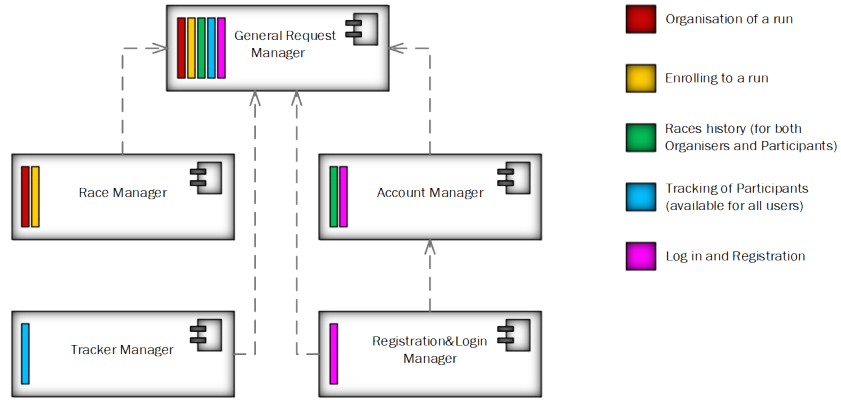 General Request
Manager
Race Manager
Account Manager
Tracker Manager
Registration&Login
Manager
Organisation of a run
Enrolling to a run
Races history (for both
Organisers and Participants)
Tracking of Participants
(available for all users)
Log in and Registration